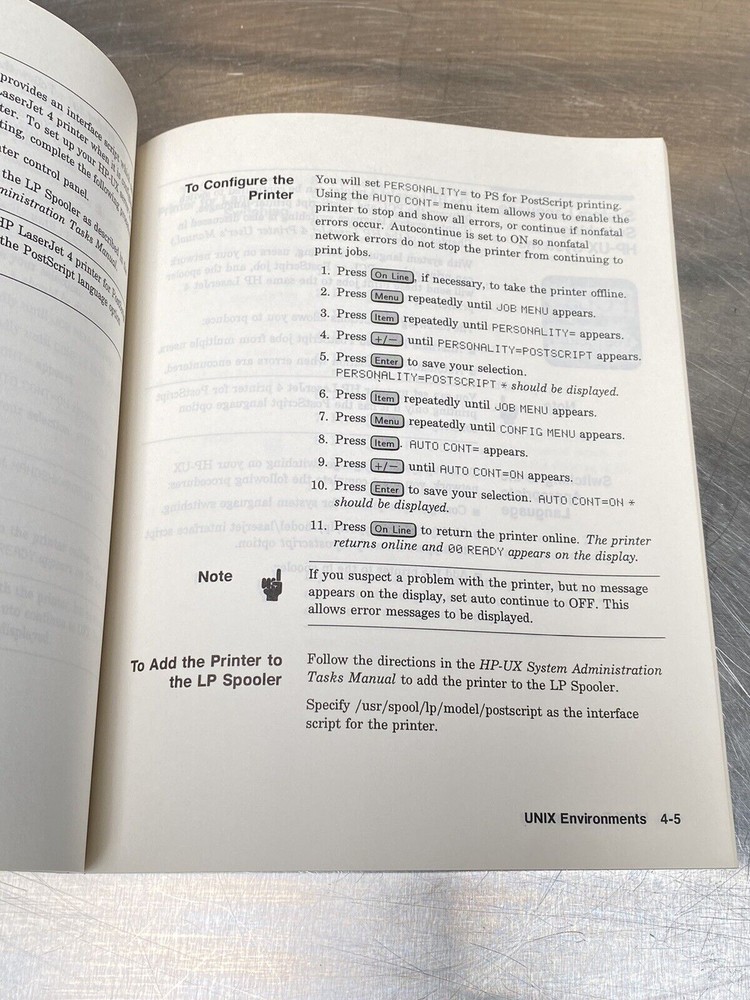 provides an interface script
LaserJet 4 printer when it is
To set up your HP-UX
complete the following
control panel.
the LP Spooler as described in
Administration Tasks Manual.
HP LaserJet 4 printer for
the PostScript language option
To Configure the Printer
You will set PERSONALITY= to PS for PostScript printing.
Using the AUTO CONT= menu item allows you to enable the
printer to stop and show all errors, or continue if nonfatal
errors occur. Autocontinue is set to ON so nonfatal
network errors do not stop the printer from continuing to
print jobs.
1. Press On Line, if necessary, to take the printer offline.
2. Press Menu repeatedly until JOB MENU appears.
3. Press Item repeatedly until PERSONALITY= appears.
4. Press +/− until PERSONALITY=POSTSCRIPT appears.
5. Press Enter to save your selection.
PERSONALITY=POSTSCRIPT * should be displayed.
6. Press Item repeatedly until JOB MENU appears.
7. Press Menu repeatedly until CONFIG MENU appears.
8. Press Item. AUTO CONT= appears.
9. Press +/− until AUTO CONT=ON appears.
10. Press Enter to save your selection. AUTO CONT=ON *
should be displayed.
11. Press On Line to return the printer online. The printer
returns online and 00 READY appears on the display.
Note
If you suspect a problem with the printer, but no message
appears on the display, set auto continue to OFF. This
allows error messages to be displayed.
To Add the Printer to
the LP Spooler
Follow the directions in the HP-UX System Administration
Tasks Manual to add the printer to the LP Spooler.
Specify /usr/spool/lp/model/postscript as the interface
script for the printer.
UNIX Environments 4-5